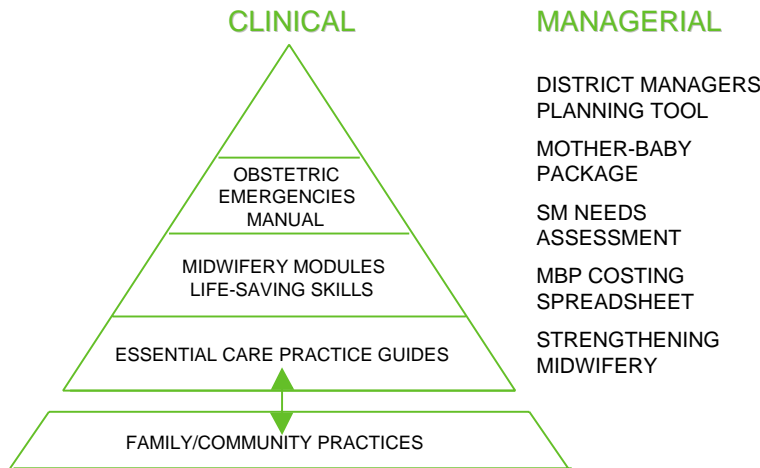 CLINICAL
OBSTETRIC
EMERGENCIES
MANUAL
MIDWIFERY MODULES
LIFE-SAVING SKILLS
ESSENTIAL CARE PRACTICE GUIDES
FAMILY/COMMUNITY PRACTICES
MANAGERIAL
DISTRICT MANAGERS
PLANNING TOOL
MOTHER-BABY
PACKAGE
SM NEEDS
ASSESSMENT
MBP COSTING
SPREADSHEET
STRENGTHENING
MIDWIFERY